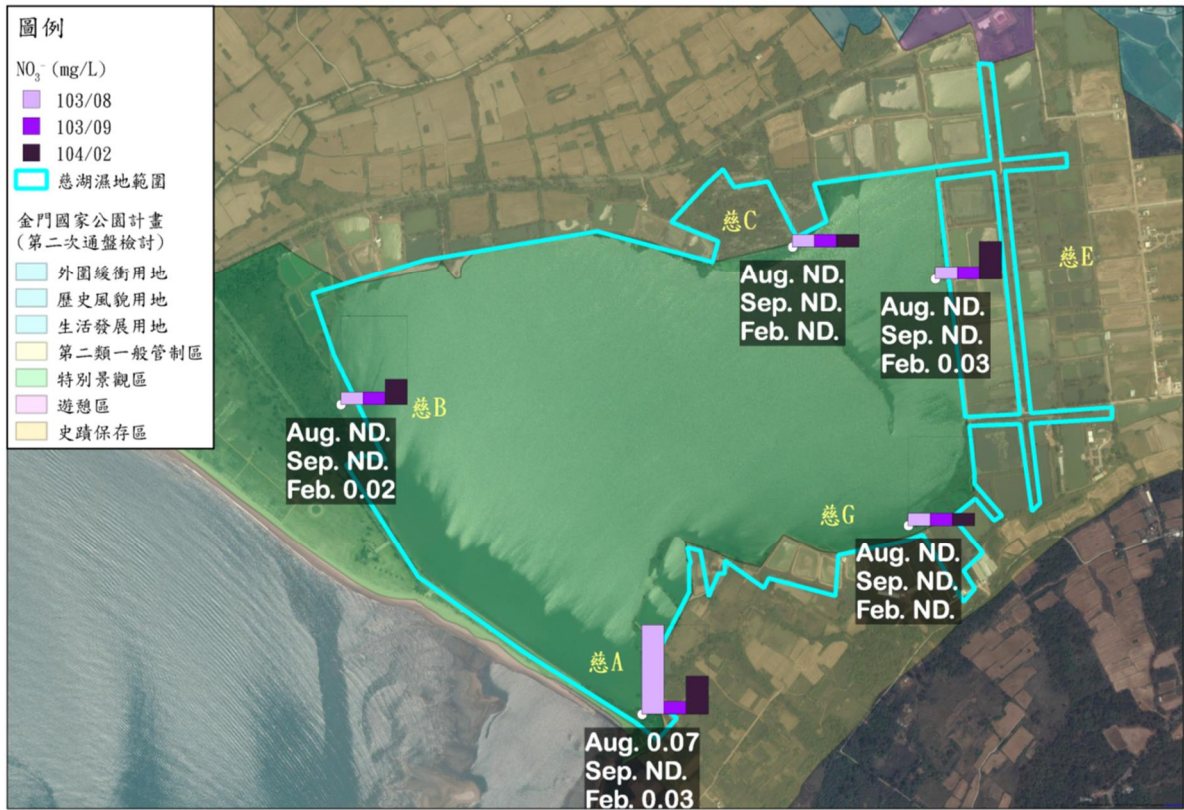 圖例
NO₃⁻ (mg/L)
103/08
103/09
104/02
慈湖濕地範圍
金門國家公園計畫
(第二次通盤檢討)
外圍緩衝用地
歷史風貌用地
生活發展用地
第二類一般管制區
特別景觀區
遊憩區
史蹟保存區
慈C
Aug. ND.
Sep. ND.
Feb. ND.
慈E
Aug. ND.
Sep. ND.
Feb. 0.03
慈B
Aug. ND.
Sep. ND.
Feb. 0.02
慈G
Aug. ND.
Sep. ND.
Feb. ND.
慈A
Aug. 0.07
Sep. ND.
Feb. 0.03